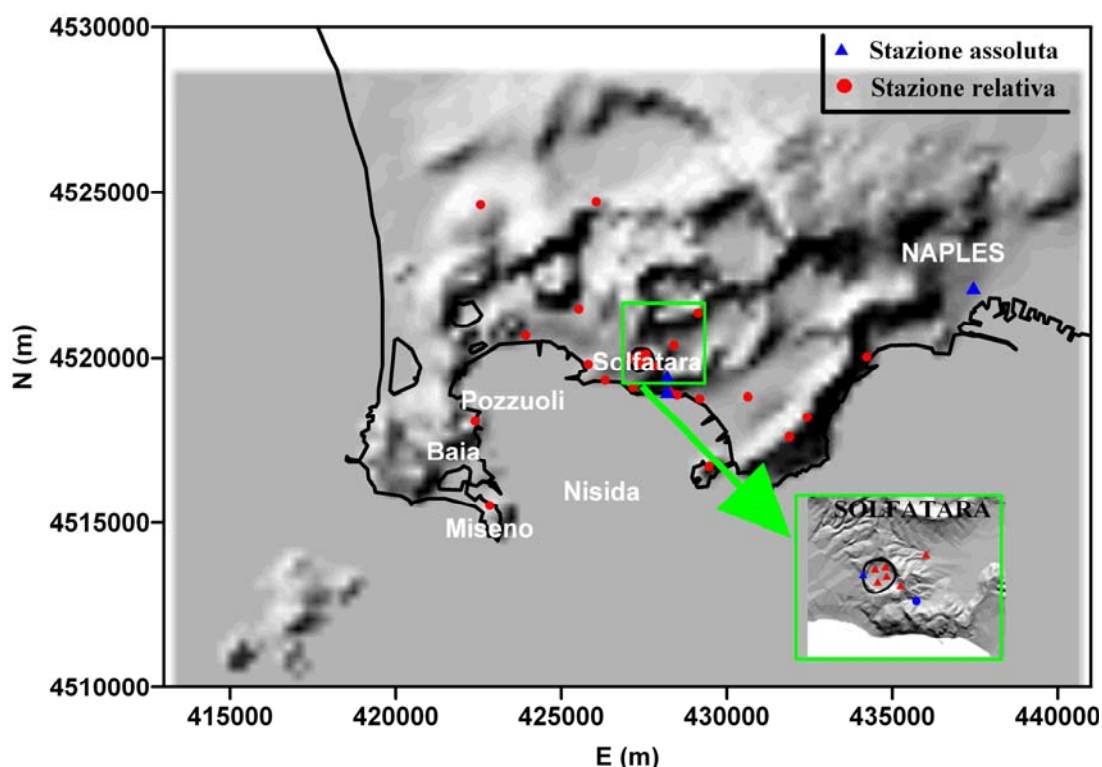 4530000
Stazione assoluta
Stazione relativa
4525000
NAPLES
N (m)
4520000
Solfatara
Pozzuoli
Baia
Nisida
4515000
Miseno
SOLFATARA
4510000
415000 420000 425000 430000 435000 440000
E (m)